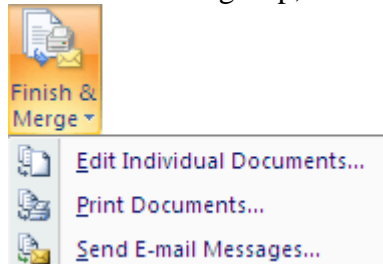 Finish &
Merge
Edit Individual Documents...
Print Documents...
Send E-mail Messages...